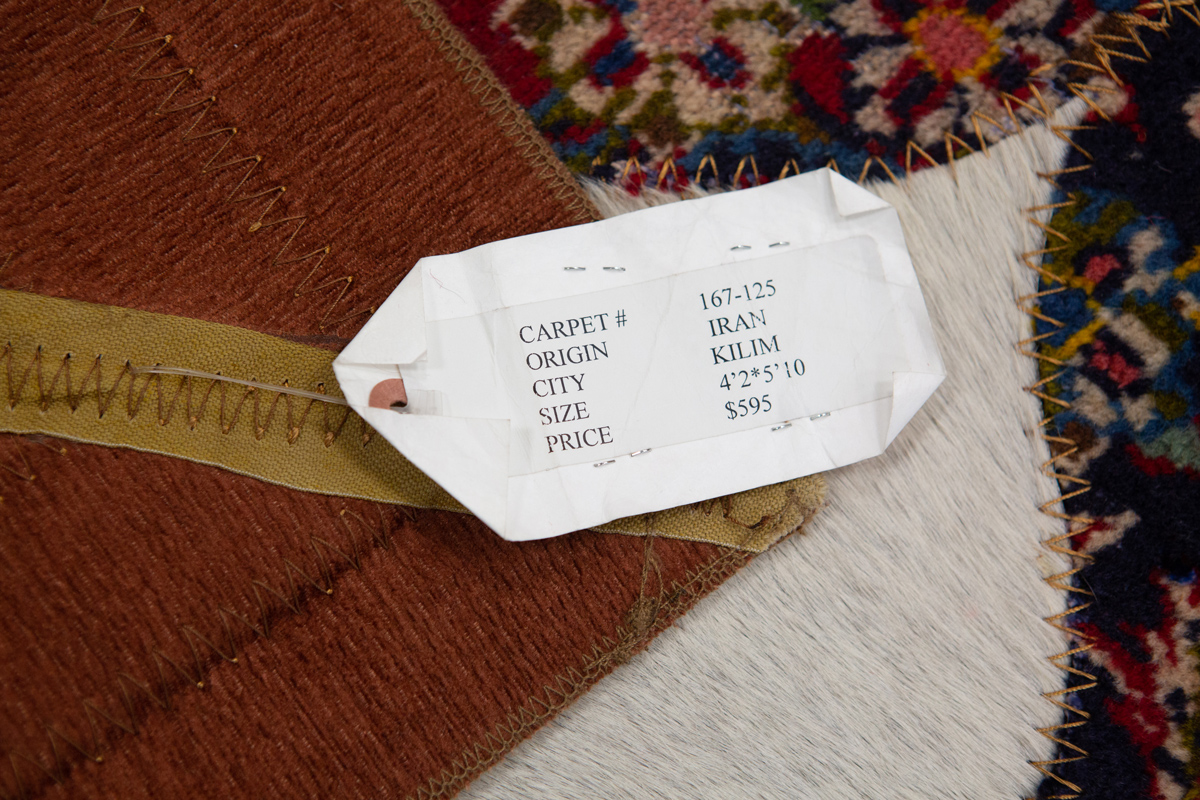 CARPET # 167-125
ORIGIN IRAN
CITY KILIM
SIZE 4'2*5'10
PRICE $595